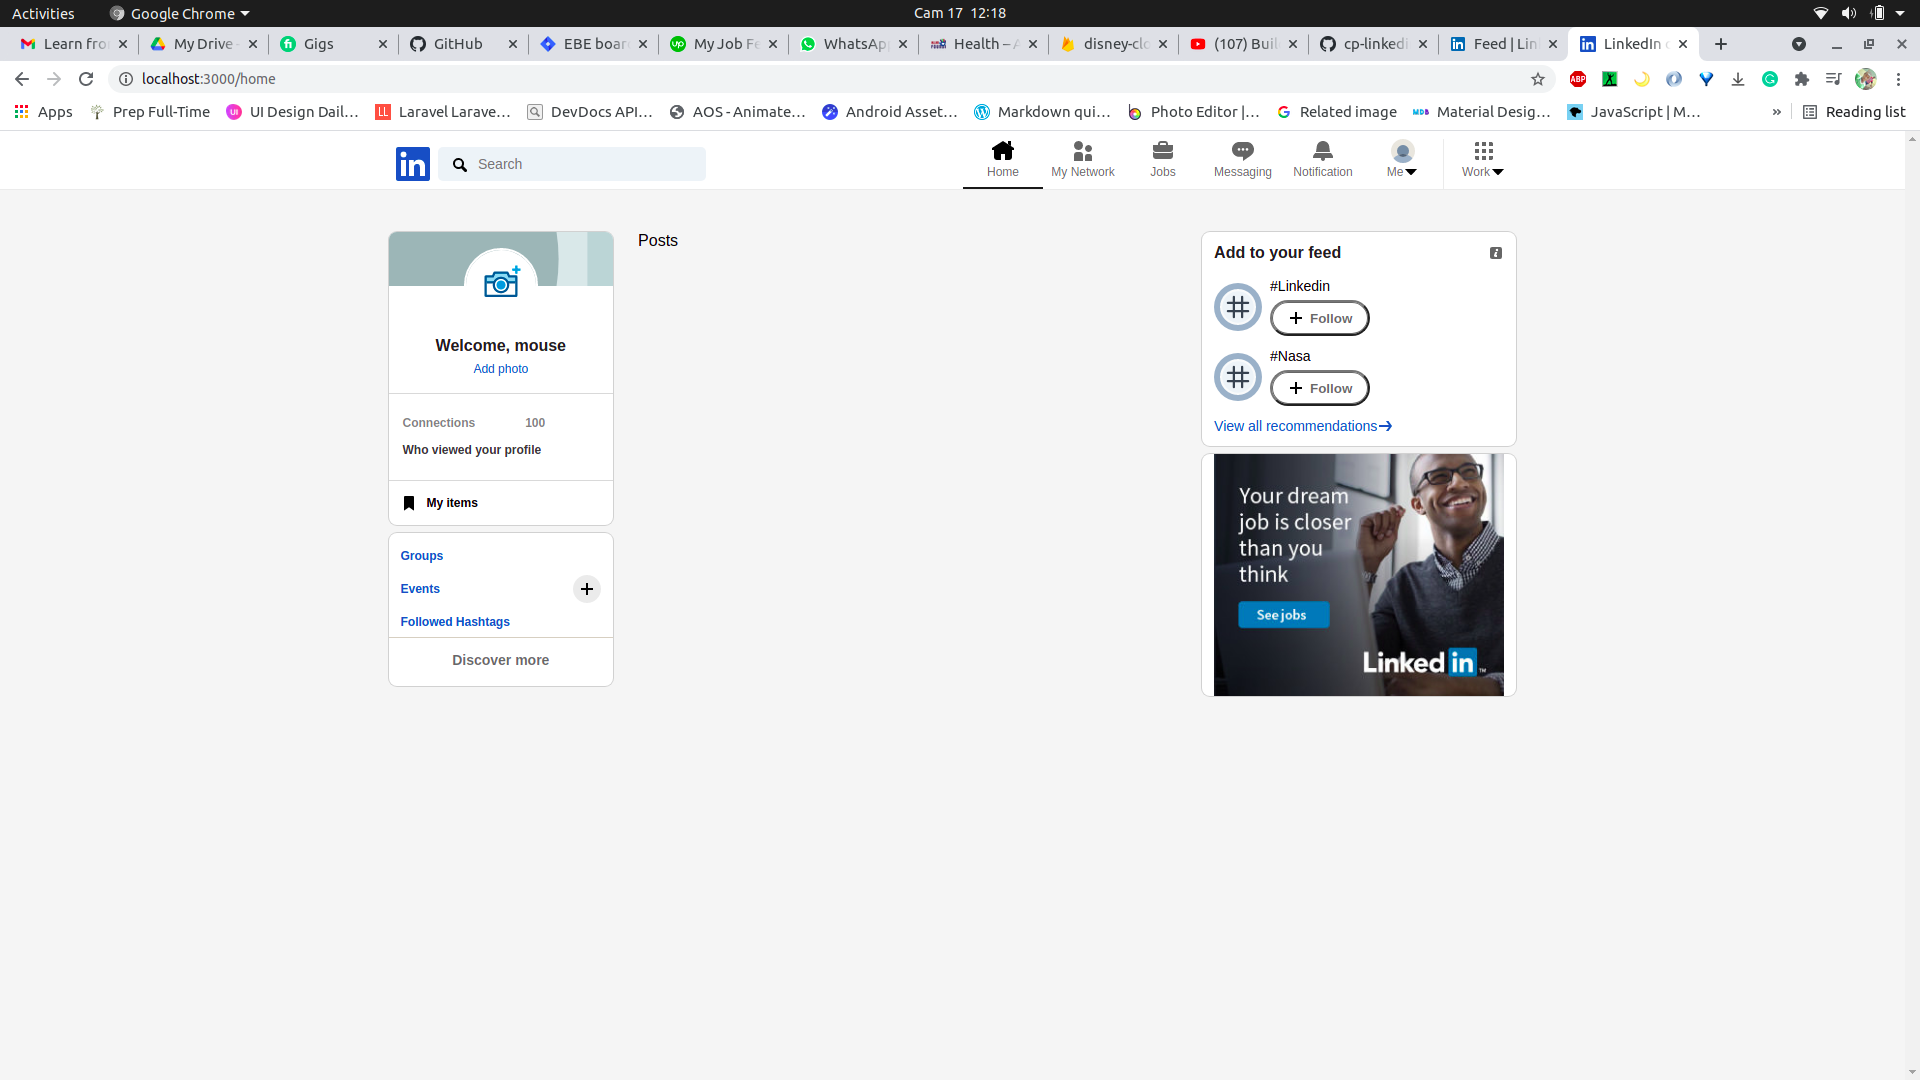 Activities Google Chrome Cam 17 12:18
Learn fro My Drive - Gigs GitHub EBE boar My Job Fe WhatsApp Health – A disney-clo (107) Buil cp-linkedi Feed | Lin LinkedIn c
localhost:3000/home
Apps Prep Full-Time UI Design Dail… Laravel Larave… DevDocs API… AOS - Animate… Android Asset… Markdown qui… Photo Editor |… Related image Material Desig… JavaScript | M… » Reading list
in Search Home My Network Jobs Messaging Notification Me Work
Welcome, mouse
Add photo
Connections 100
Who viewed your profile
My items
Groups
Events
Followed Hashtags
Discover more
Posts
Add to your feed
#Linkedin
Follow
#Nasa
Follow
View all recommendations
Your dream
job is closer
than you
think
See jobs
Linked in ™